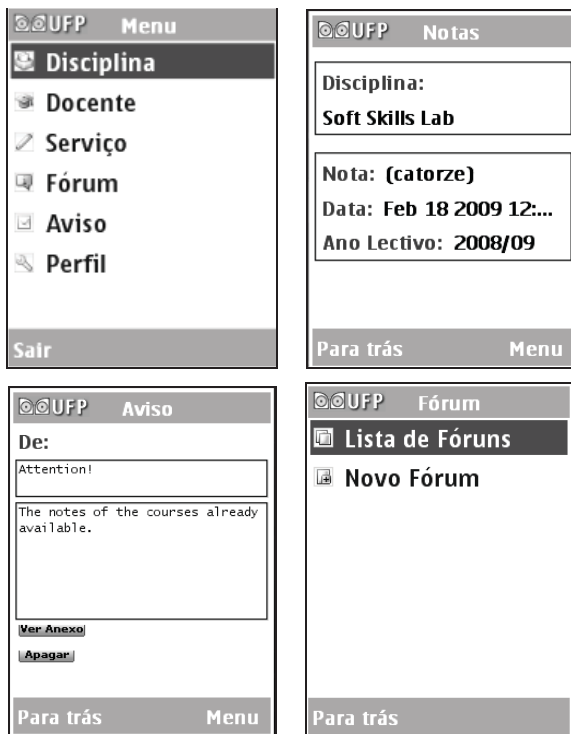 UFP Menu
Disciplina
Docente
Serviço
Fórum
Aviso
Perfil
Sair
UFP Notas
Disciplina:
Soft Skills Lab
Nota: (catorze)
Data: Feb 18 2009 12:...
Ano Lectivo: 2008/09
Para trás Menu
UFP Aviso
De:
Attention!
The notes of the courses already
available.
Ver Anexo
Apagar
Para trás Menu
UFP Fórum
Lista de Fóruns
Novo Fórum
Para trás